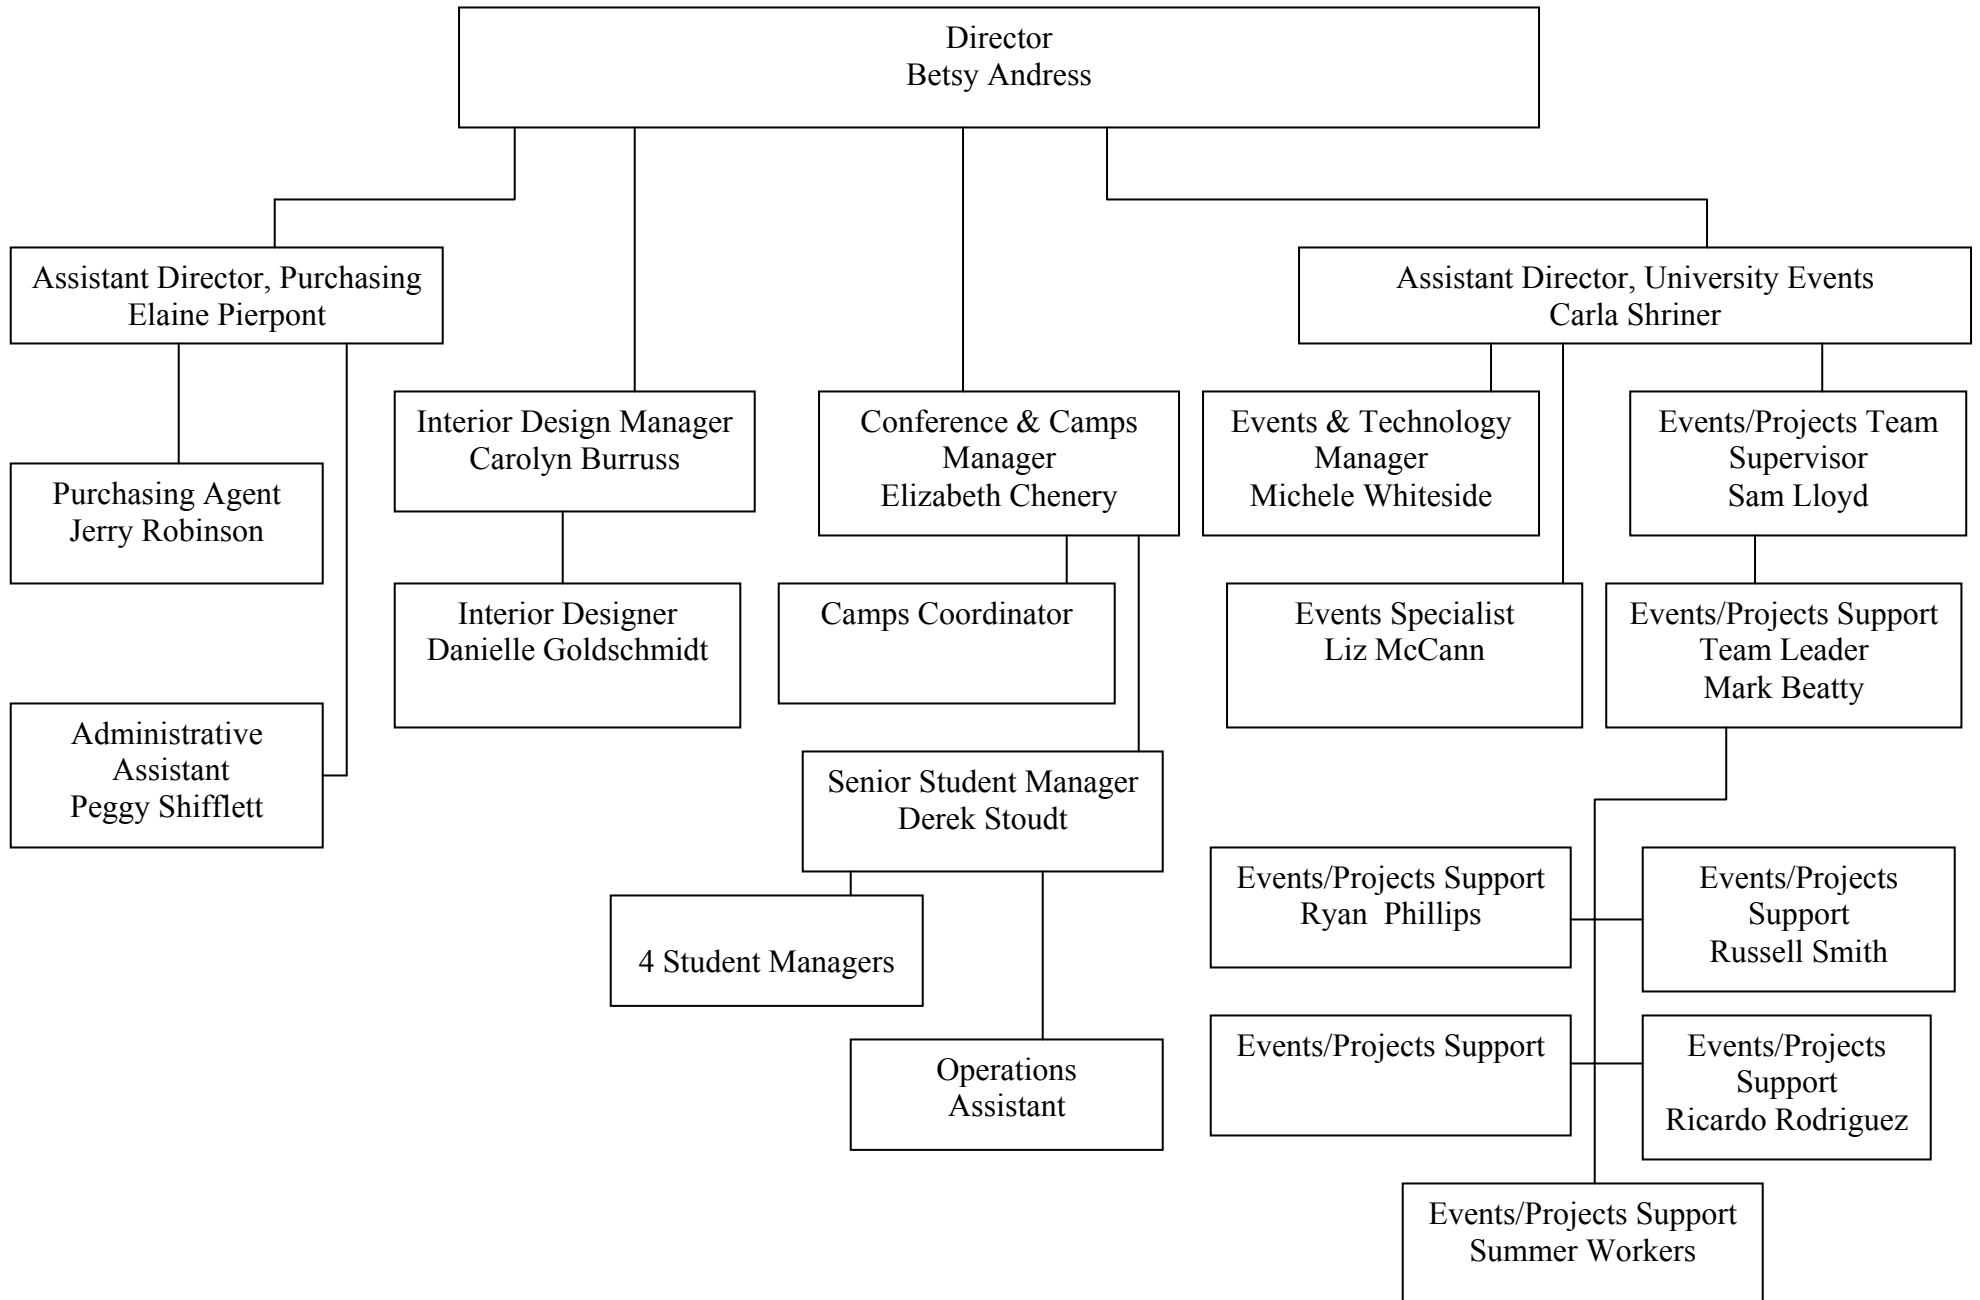 Director
Betsy Andress
Assistant Director, Purchasing
Elaine Pierpont
Assistant Director, University Events
Carla Shriner
Interior Design Manager
Carolyn Burruss
Conference & Camps
Manager
Elizabeth Chenery
Events & Technology
Manager
Michele Whiteside
Events/Projects Team
Supervisor
Sam Lloyd
Purchasing Agent
Jerry Robinson
Interior Designer
Danielle Goldschmidt
Camps Coordinator
Events Specialist
Liz McCann
Events/Projects Support
Team Leader
Mark Beatty
Administrative
Assistant
Peggy Shifflett
Senior Student Manager
Derek Stoudt
Events/Projects Support
Ryan  Phillips
Events/Projects
Support
Russell Smith
4 Student Managers
Events/Projects Support
Events/Projects
Support
Ricardo Rodriguez
Operations
Assistant
Events/Projects Support
Summer Workers